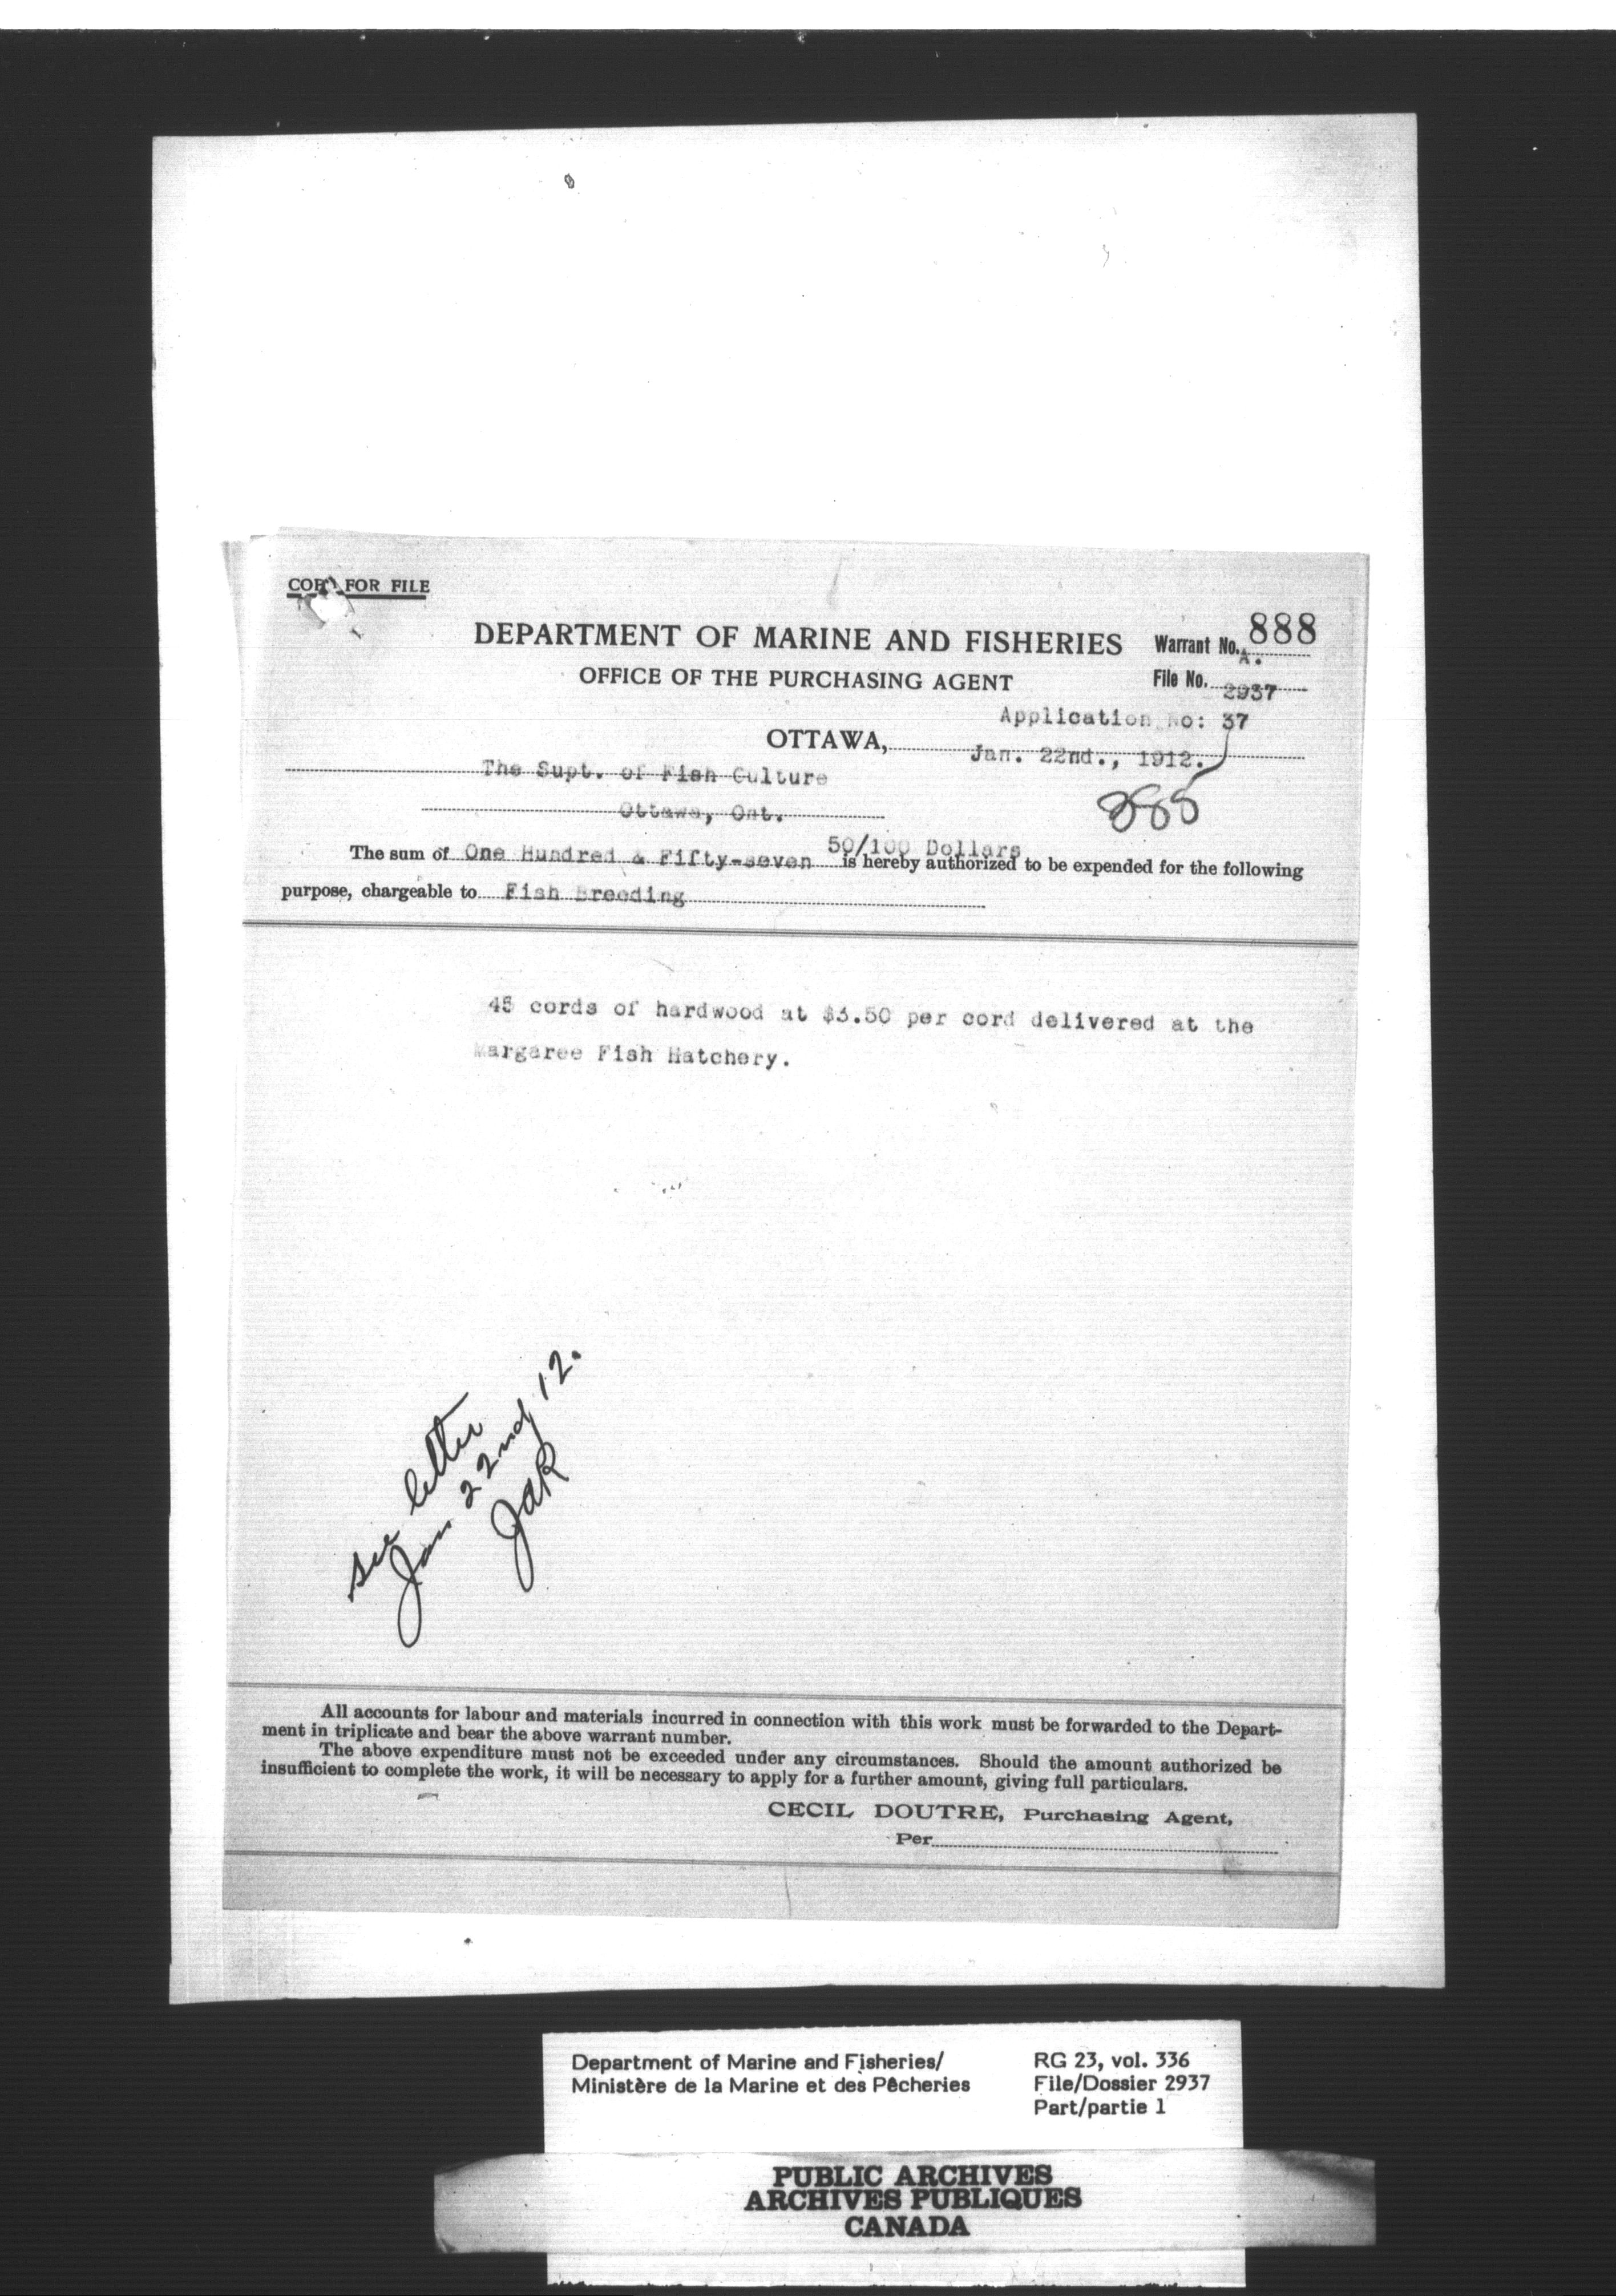 COPY FOR FILE
DEPARTMENT OF MARINE AND FISHERIES
Warrant No. A. 888
OFFICE OF THE PURCHASING AGENT
File No. 2937
Application No: 37
OTTAWA, Jan. 22nd., 1912.
The Supt. of Fish Culture
Ottawa, Ont.
885
The sum of One Hundred & Fifty-seven 50/100 Dollars is hereby authorized to be expended for the following
purpose, chargeable to Fish Breeding
45 cords of hardwood at $3.50 per cord delivered at the
Margaree Fish Hatchery.
see letter
Jan 22nd 12.
JAR
All accounts for labour and materials incurred in connection with this work must be forwarded to the Depart-
ment in triplicate and bear the above warrant number.
The above expenditure must not be exceeded under any circumstances. Should the amount authorized be
insufficient to complete the work, it will be necessary to apply for a further amount, giving full particulars.
CECIL DOUTRE, Purchasing Agent,
Per
Department of Marine and Fisheries/
Ministère de la Marine et des Pêcheries
RG 23, vol. 336
File/Dossier 2937
Part/partie 1
PUBLIC ARCHIVES
ARCHIVES PUBLIQUES
CANADA